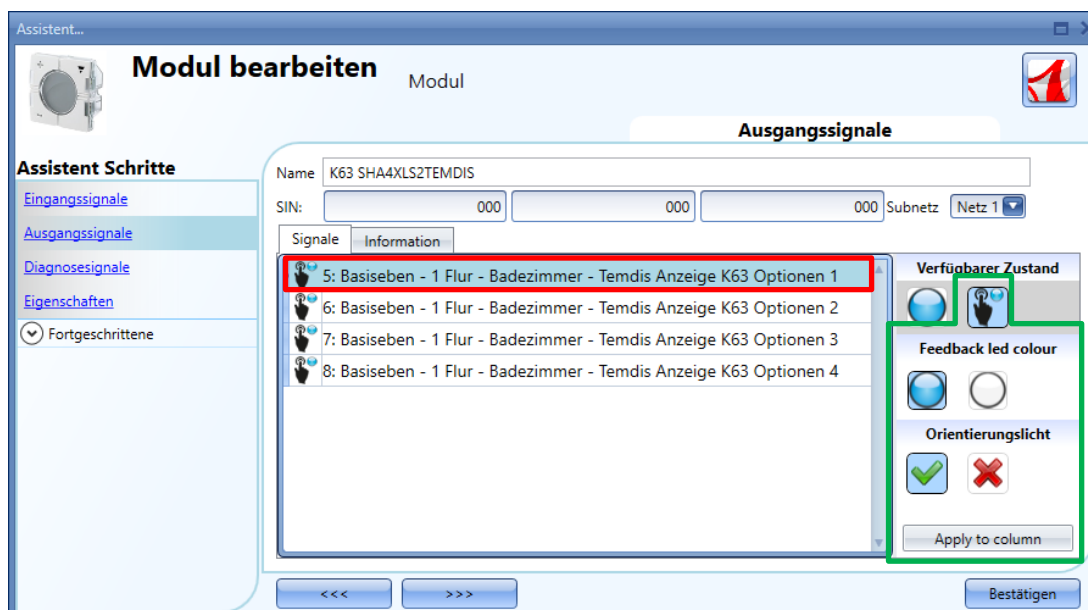 Assistent...
Modul bearbeiten
Modul
Ausgangssignale
Assistent Schritte
Eingangssignale
Ausgangssignale
Diagnosesignale
Eigenschaften
Fortgeschrittene
Name K63 SHA4XLS2TEMDIS
SIN: 000 000 000 Subnetz Netz 1
Signale Information
5: Basiseben - 1 Flur - Badezimmer - Temdis Anzeige K63 Optionen 1
6: Basiseben - 1 Flur - Badezimmer - Temdis Anzeige K63 Optionen 2
7: Basiseben - 1 Flur - Badezimmer - Temdis Anzeige K63 Optionen 3
8: Basiseben - 1 Flur - Badezimmer - Temdis Anzeige K63 Optionen 4
Verfügbarer Zustand
Feedback led colour
Orientierungslicht
Apply to column
<<< >>> Bestätigen